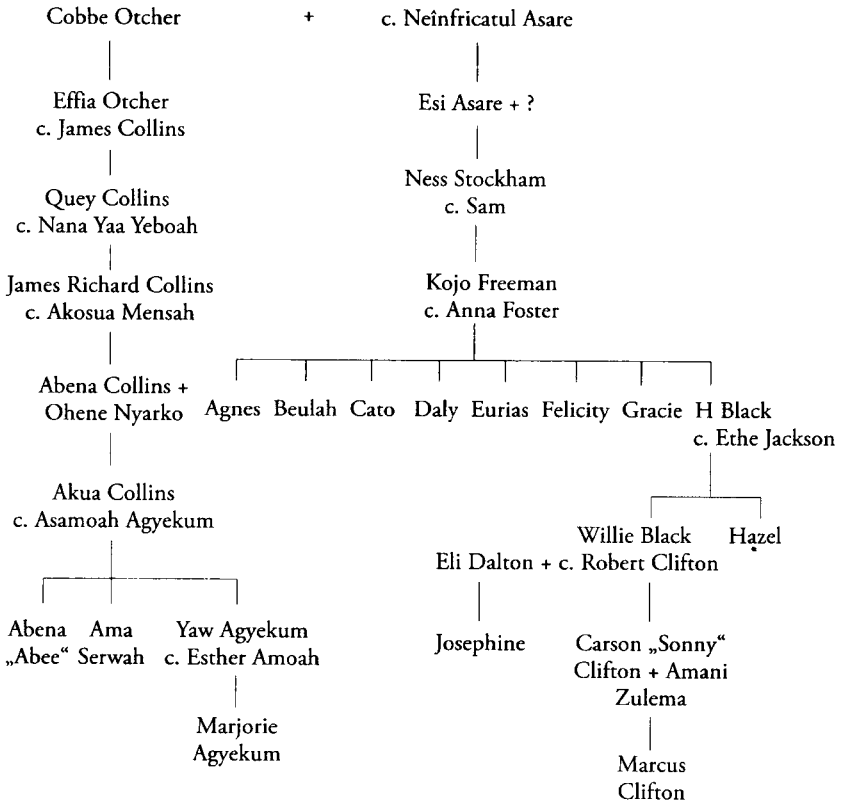 Cobbe Otcher + c. Neînfricatul Asare
Effia Otcher
c. James Collins
Esi Asare + ?
Quey Collins
c. Nana Yaa Yeboah
Ness Stockham
c. Sam
James Richard Collins
c. Akosua Mensah
Kojo Freeman
c. Anna Foster
Abena Collins +
Ohene Nyarko
Agnes Beulah Cato Daly Eurias Felicity Gracie H Black
c. Ethe Jackson
Akua Collins
c. Asamoah Agyekum
Willie Black Hazel
Eli Dalton + c. Robert Clifton
Abena
„Abee“
Ama
Serwah
Yaw Agyekum
c. Esther Amoah
Josephine
Carson „Sonny“
Clifton + Amani
Zulema
Marjorie
Agyekum
Marcus
Clifton